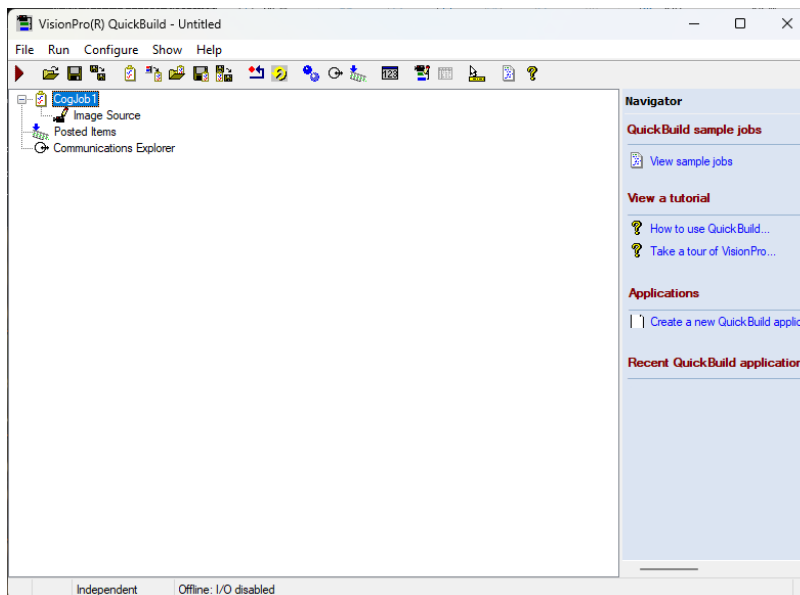 VisionPro(R) QuickBuild - Untitled
File Run Configure Show Help
123
CogJob1
Image Source
Posted Items
Communications Explorer
Navigator
QuickBuild sample jobs
View sample jobs
View a tutorial
How to use QuickBuild...
Take a tour of VisionPro...
Applications
Create a new QuickBuild applic
Recent QuickBuild application
Independent Offline: I/O disabled